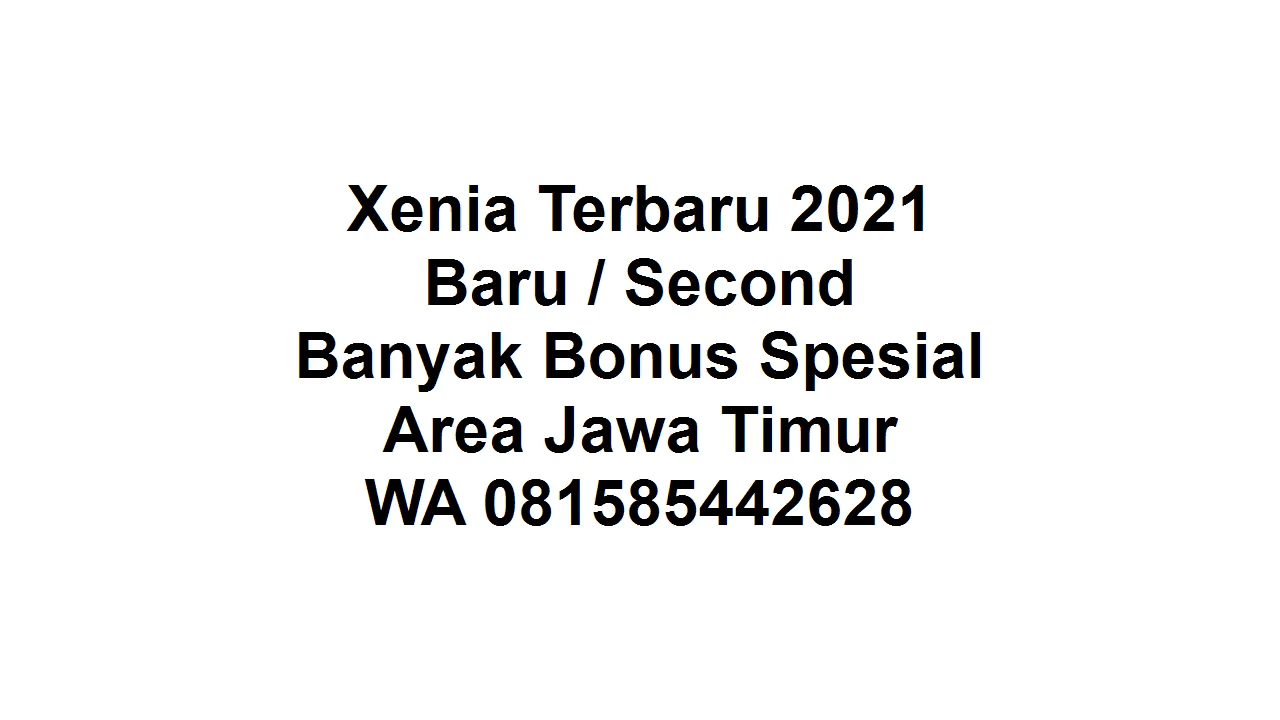 Xenia Terbaru 2021
Baru / Second
Banyak Bonus Spesial
Area Jawa Timur
WA 081585442628